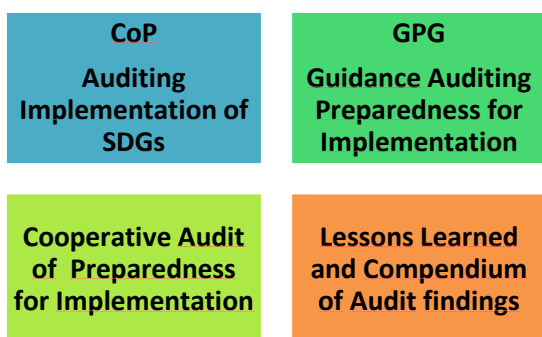 CoP
Auditing
Implementation of
SDGs
GPG
Guidance Auditing
Preparedness for
Implementation
Cooperative Audit
of Preparedness
for Implementation
Lessons Learned
and Compendium
of Audit findings